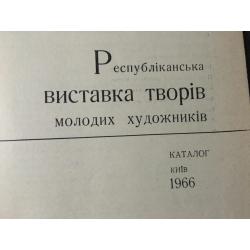 Республіканська
виставка творів
молодих художників
КАТАЛОГ
КИЇВ
1966